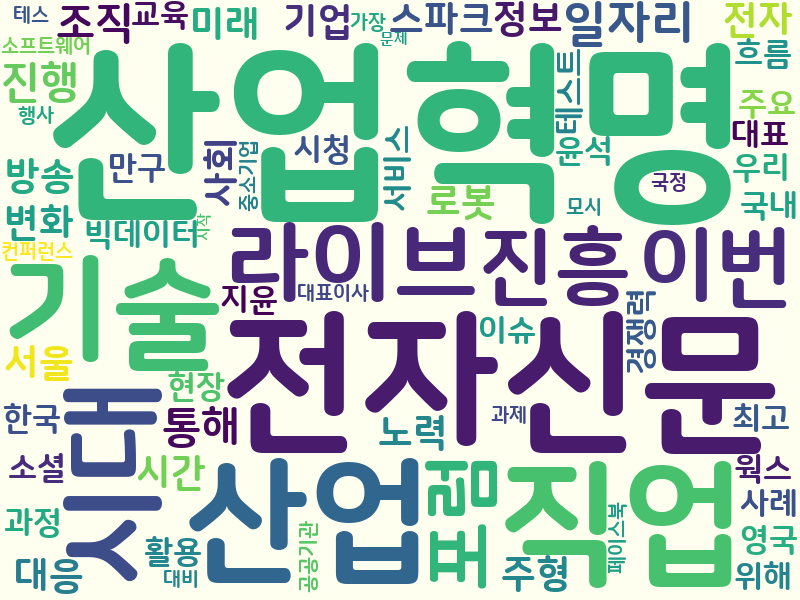 테스
조직
교육
미래
기업
가장
스파크
정보
일자리
전자
소프트웨어
문제
흐름
진행
산업혁명
행사
주요
테스트
대표
사회
중소기업
시청
서비스
윤석
우리
방송
만구
로봇
국정
모시
국내
변화
빅데이터
시작
컨퍼런스
라이브
진흥
이번
기술
지윤
대표이사
경쟁력
전자신문
이슈
서울
현장
한국
시대
통해
노력
과제
최고
소셜
시간
산업
포럼
직업
웍스
사례
과정
공공기관
페이스북
영국
활용
대응
대비
주형
위해